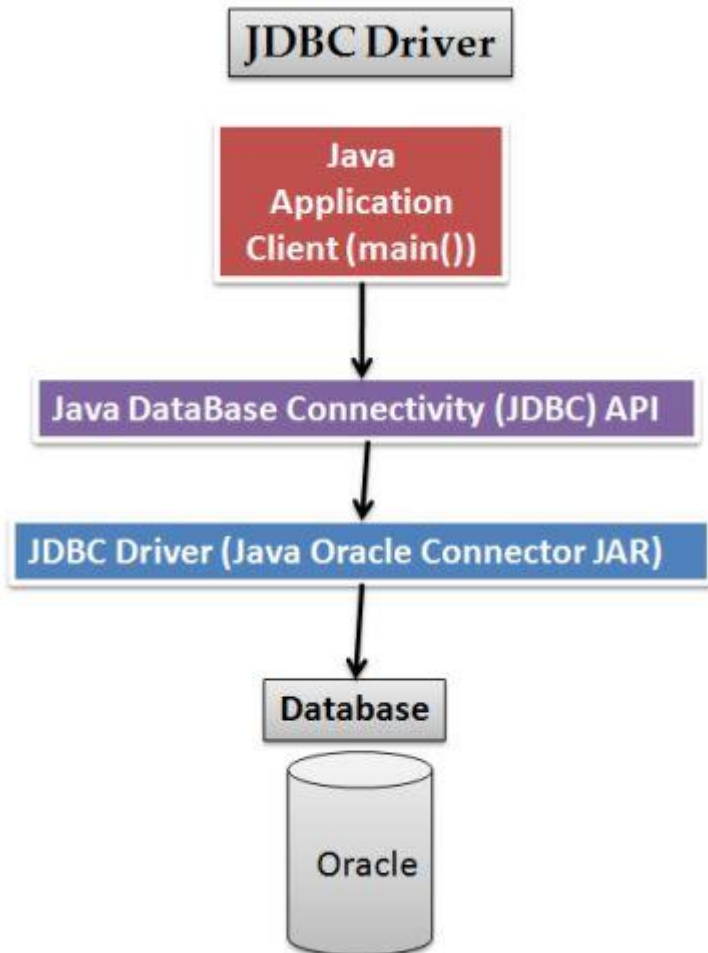 JDBC Driver
Java
Application
Client (main())
Java DataBase Connectivity (JDBC) API
JDBC Driver (Java Oracle Connector JAR)
Database
Oracle